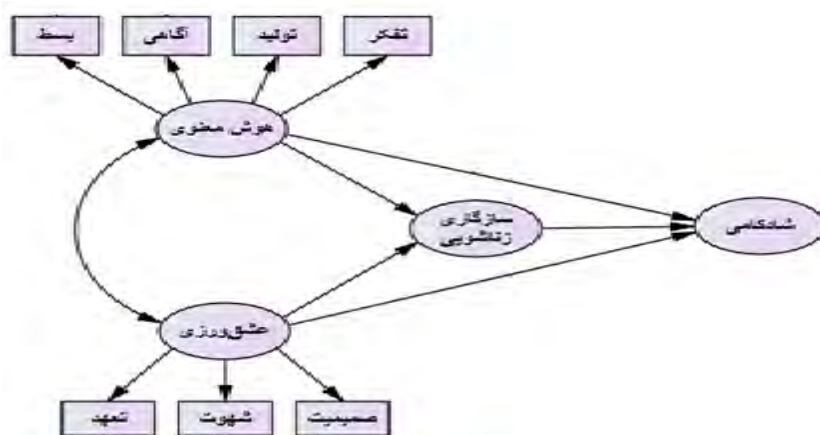 تفکر
تولید
آگاهی
بسط
هوش معنوی
سازگاری
زناشویی
شادکامی
عشق‌ورزی
صمیمیت
شهوت
تعهد